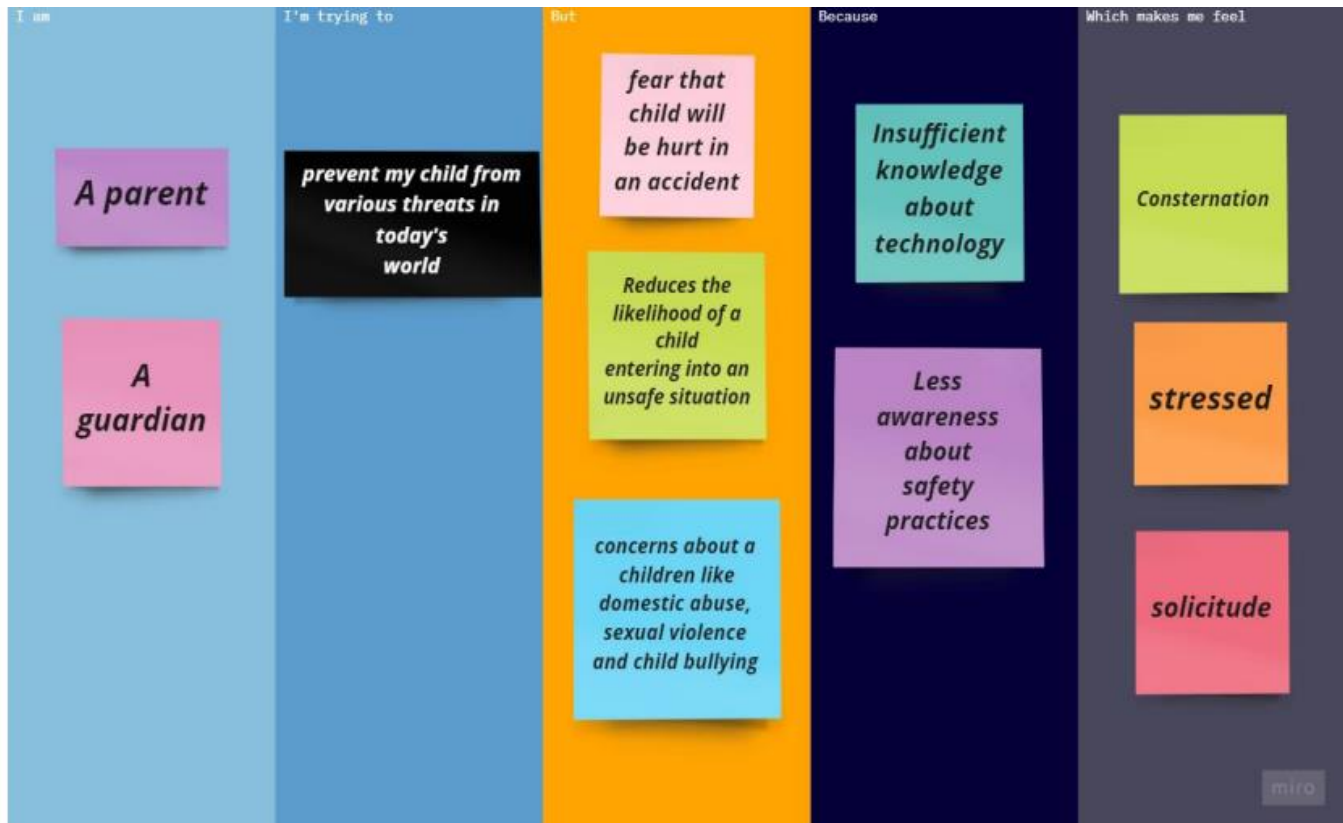 I am
A parent
A
guardian
I'm trying to
prevent my child from
various threats in
today's
world
But
fear that
child will
be hurt in
an accident
Reduces the
likelihood of a
child
entering into an
unsafe situation
concerns about a
children like
domestic abuse,
sexual violence
and child bullying
Because
Insufficient
knowledge
about
technology
Less
awareness
about
safety
practices
Which makes me feel
Consternation
stressed
solicitude
miro